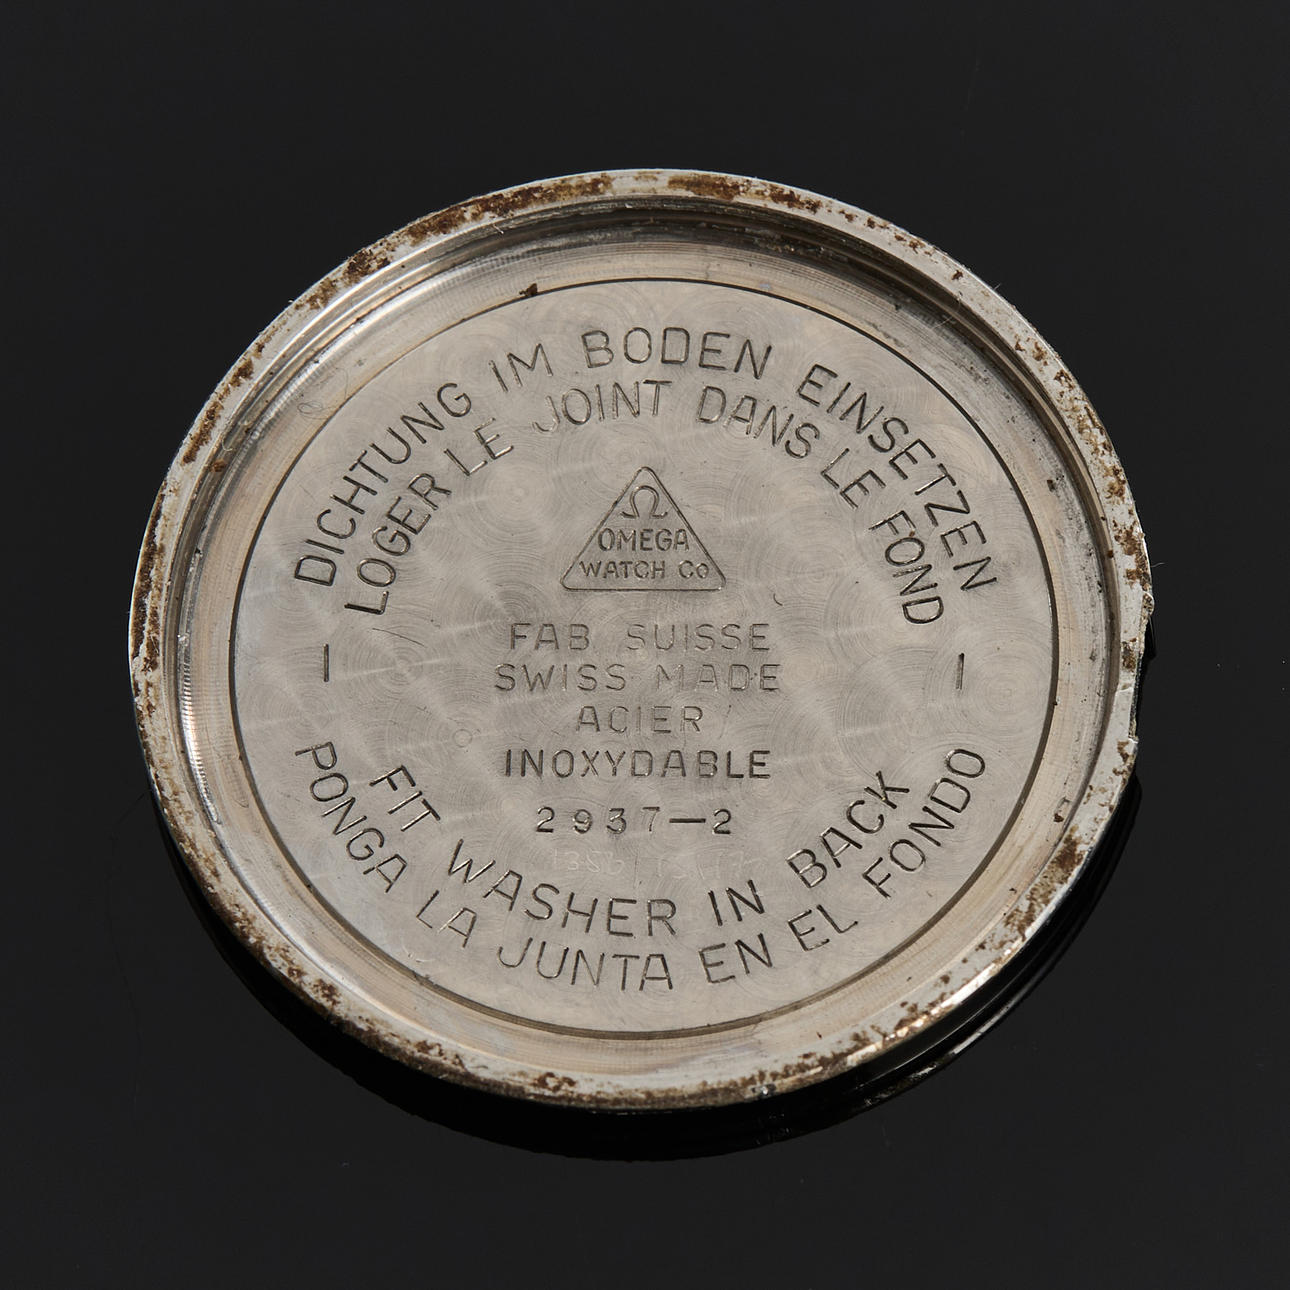 DICHTUNG IM BODEN EINSETZEN
LOGER LE JOINT DANS LE FOND
Ω
OMEGA
WATCH Co
FAB. SUISSE
SWISS MADE
ACIER
INOXYDABLE
2937-2
FIT WASHER IN BACK
PONGA LA JUNTA EN EL FONDO